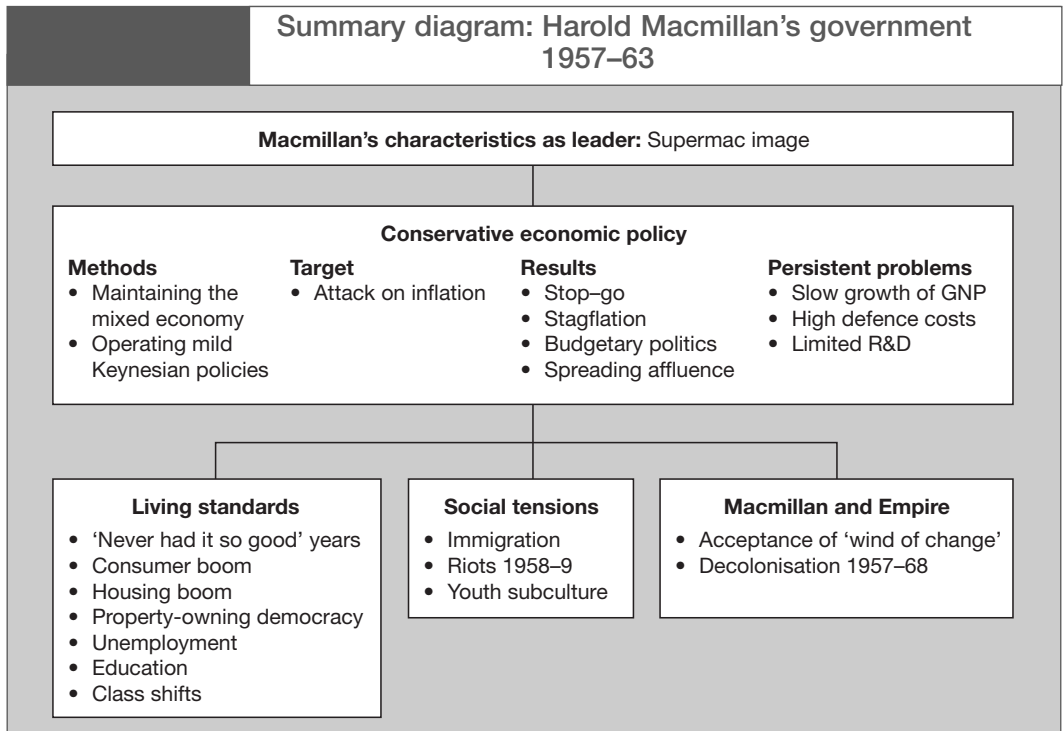 Summary diagram: Harold Macmillan's government
1957–63
Macmillan's characteristics as leader: Supermac image
Conservative economic policy
Methods
• Maintaining the
mixed economy
• Operating mild
Keynesian policies
Target
• Attack on inflation
Results
• Stop–go
• Stagflation
• Budgetary politics
• Spreading affluence
Persistent problems
• Slow growth of GNP
• High defence costs
• Limited R&D
Living standards
• ‘Never had it so good’ years
• Consumer boom
• Housing boom
• Property-owning democracy
• Unemployment
• Education
• Class shifts
Social tensions
• Immigration
• Riots 1958–9
• Youth subculture
Macmillan and Empire
• Acceptance of ‘wind of change’
• Decolonisation 1957–68